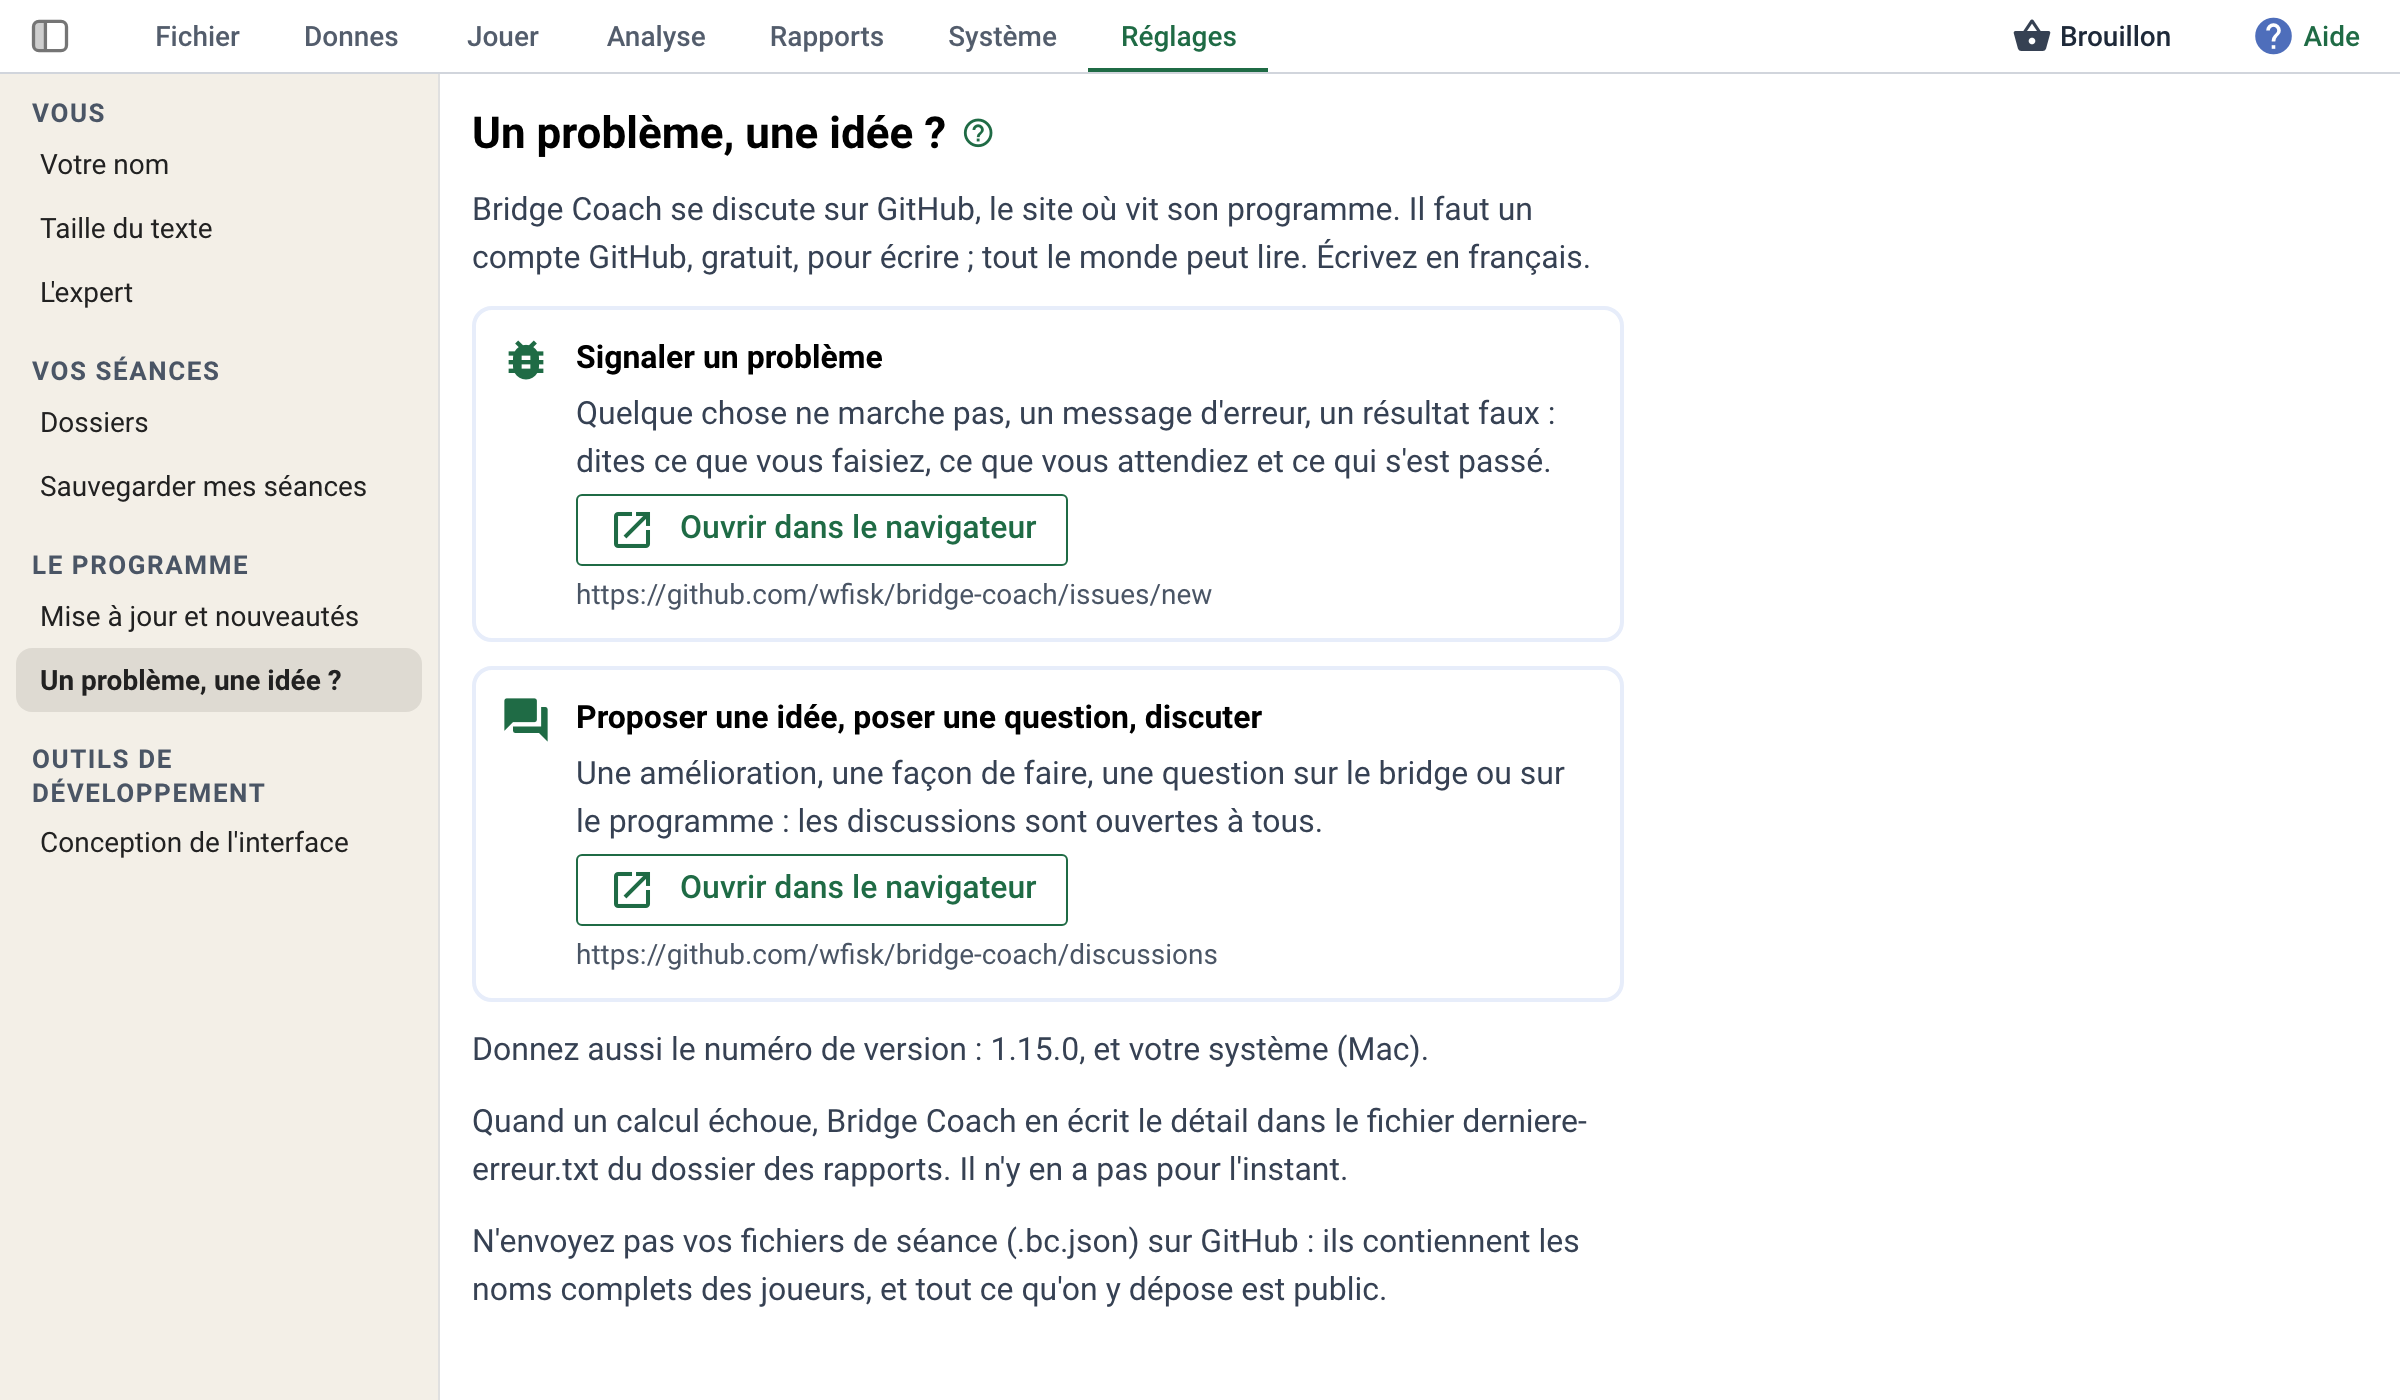 Fichier
Donnes
Jouer
Analyse
Rapports
Système
Réglages
Brouillon
? Aide
VOUS
Votre nom
Taille du texte
L'expert
VOS SÉANCES
Dossiers
Sauvegarder mes séances
LE PROGRAMME
Mise à jour et nouveautés
Un problème, une idée ?
OUTILS DE
DÉVELOPPEMENT
Conception de l'interface
Un problème, une idée ? ?
Bridge Coach se discute sur GitHub, le site où vit son programme. Il faut un
compte GitHub, gratuit, pour écrire ; tout le monde peut lire. Écrivez en français.
Signaler un problème
Quelque chose ne marche pas, un message d'erreur, un résultat faux :
dites ce que vous faisiez, ce que vous attendiez et ce qui s'est passé.
Ouvrir dans le navigateur
https://github.com/wfisk/bridge-coach/issues/new
Proposer une idée, poser une question, discuter
Une amélioration, une façon de faire, une question sur le bridge ou sur
le programme : les discussions sont ouvertes à tous.
Ouvrir dans le navigateur
https://github.com/wfisk/bridge-coach/discussions
Donnez aussi le numéro de version : 1.15.0, et votre système (Mac).
Quand un calcul échoue, Bridge Coach en écrit le détail dans le fichier derniere-
erreur.txt du dossier des rapports. Il n'y en a pas pour l'instant.
N'envoyez pas vos fichiers de séance (.bc.json) sur GitHub : ils contiennent les
noms complets des joueurs, et tout ce qu'on y dépose est public.